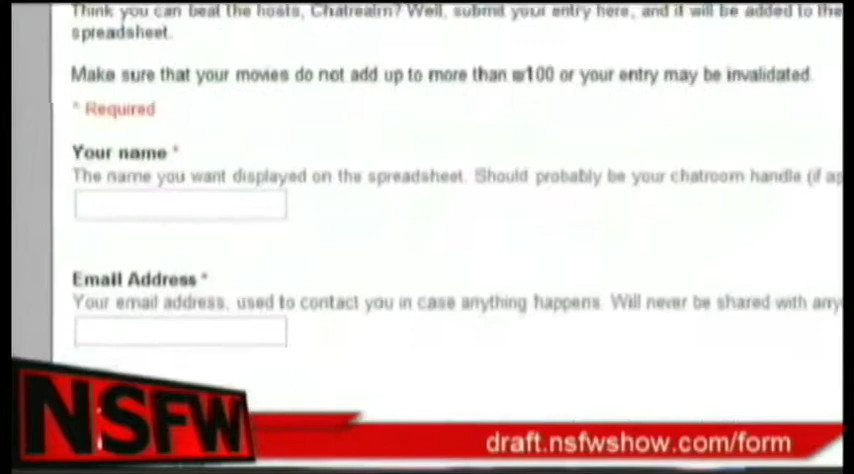 Think you can beat the hosts, Chatrealm? Well, submit your entry here, and it will be added to the
spreadsheet.
Make sure that your movies do not add up to more than ₪100 or your entry may be invalidated.
* Required
Your name *
The name you want displayed on the spreadsheet. Should probably be your chatroom handle (if
Email Address *
Your email address, used to contact you in case anything happens. Will never be shared with
NSFW
draft.nsfwshow.com/form